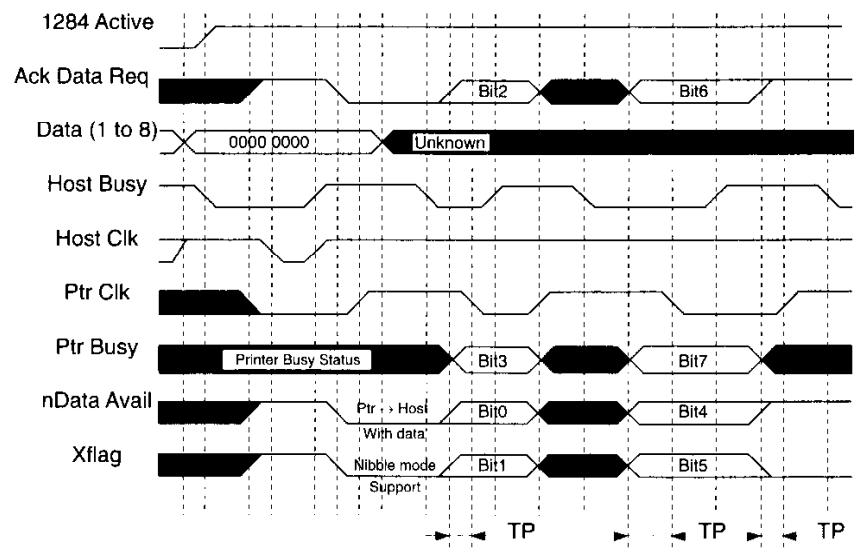 1284 Active
Ack Data Req
Bit2
Bit6
Data (1 to 8)
0000 0000
Unknown
Host Busy
Host Clk
Ptr Clk
Ptr Busy
Printer Busy Status
Bit3
Bit7
nData Avail
Ptr ↔ Host
Bit0
Bit4
With data
Xflag
Nibble mode
Bit1
Bit5
Support
TP
TP
TP